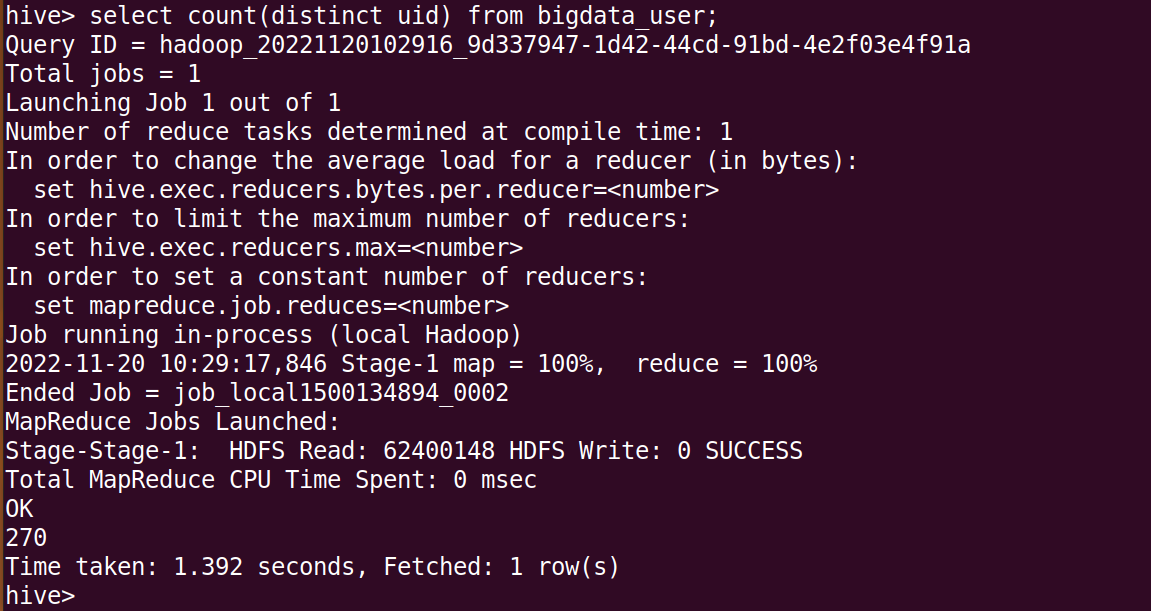 hive> select count(distinct uid) from bigdata_user;
Query ID = hadoop_20221120102916_9d337947-1d42-44cd-91bd-4e2f03e4f91a
Total jobs = 1
Launching Job 1 out of 1
Number of reduce tasks determined at compile time: 1
In order to change the average load for a reducer (in bytes):
  set hive.exec.reducers.bytes.per.reducer=<number>
In order to limit the maximum number of reducers:
  set hive.exec.reducers.max=<number>
In order to set a constant number of reducers:
  set mapreduce.job.reduces=<number>
Job running in-process (local Hadoop)
2022-11-20 10:29:17,846 Stage-1 map = 100%,  reduce = 100%
Ended Job = job_local1500134894_0002
MapReduce Jobs Launched:
Stage-Stage-1:  HDFS Read: 62400148 HDFS Write: 0 SUCCESS
Total MapReduce CPU Time Spent: 0 msec
OK
270
Time taken: 1.392 seconds, Fetched: 1 row(s)
hive>